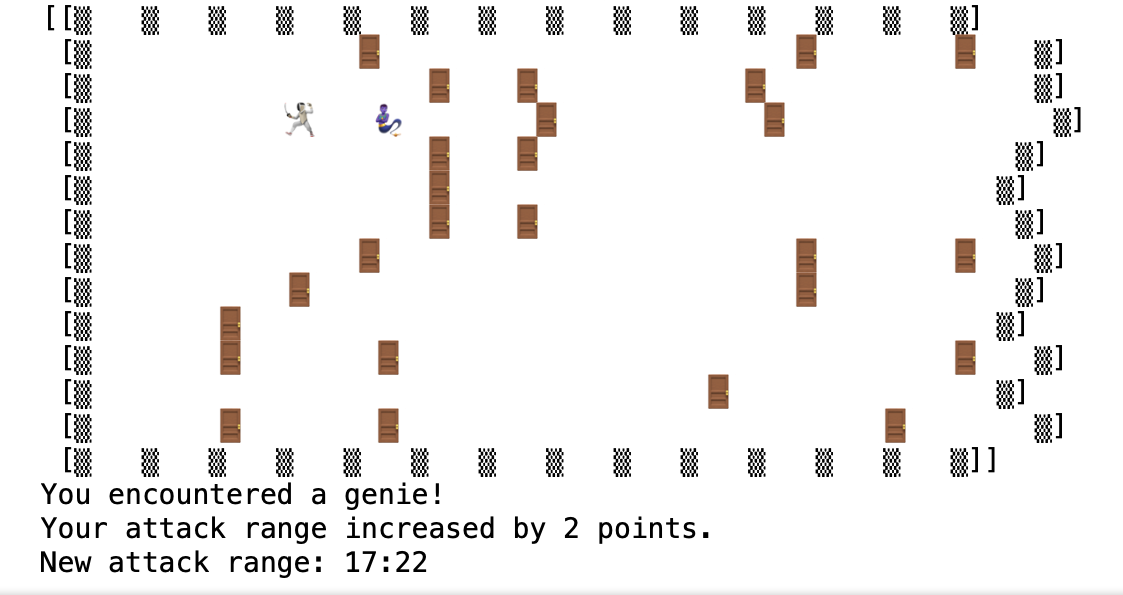 You encountered a genie!
Your attack range increased by 2 points.
New attack range: 17:22